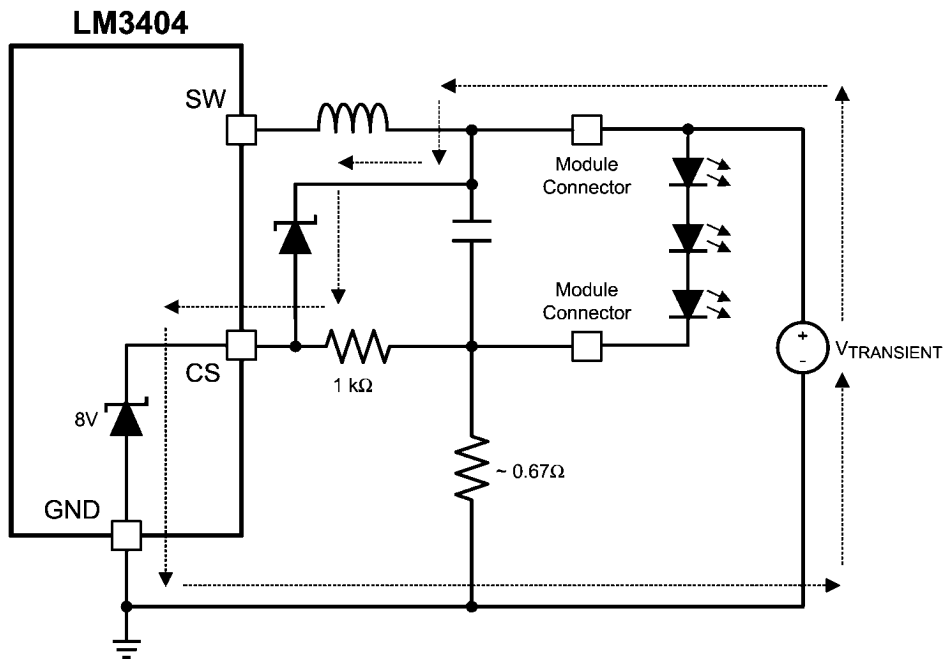 LM3404
SW
Module
Connector
Module
Connector
+
-
VTRANSIENT
CS
1 kΩ
8V
~ 0.67Ω
GND